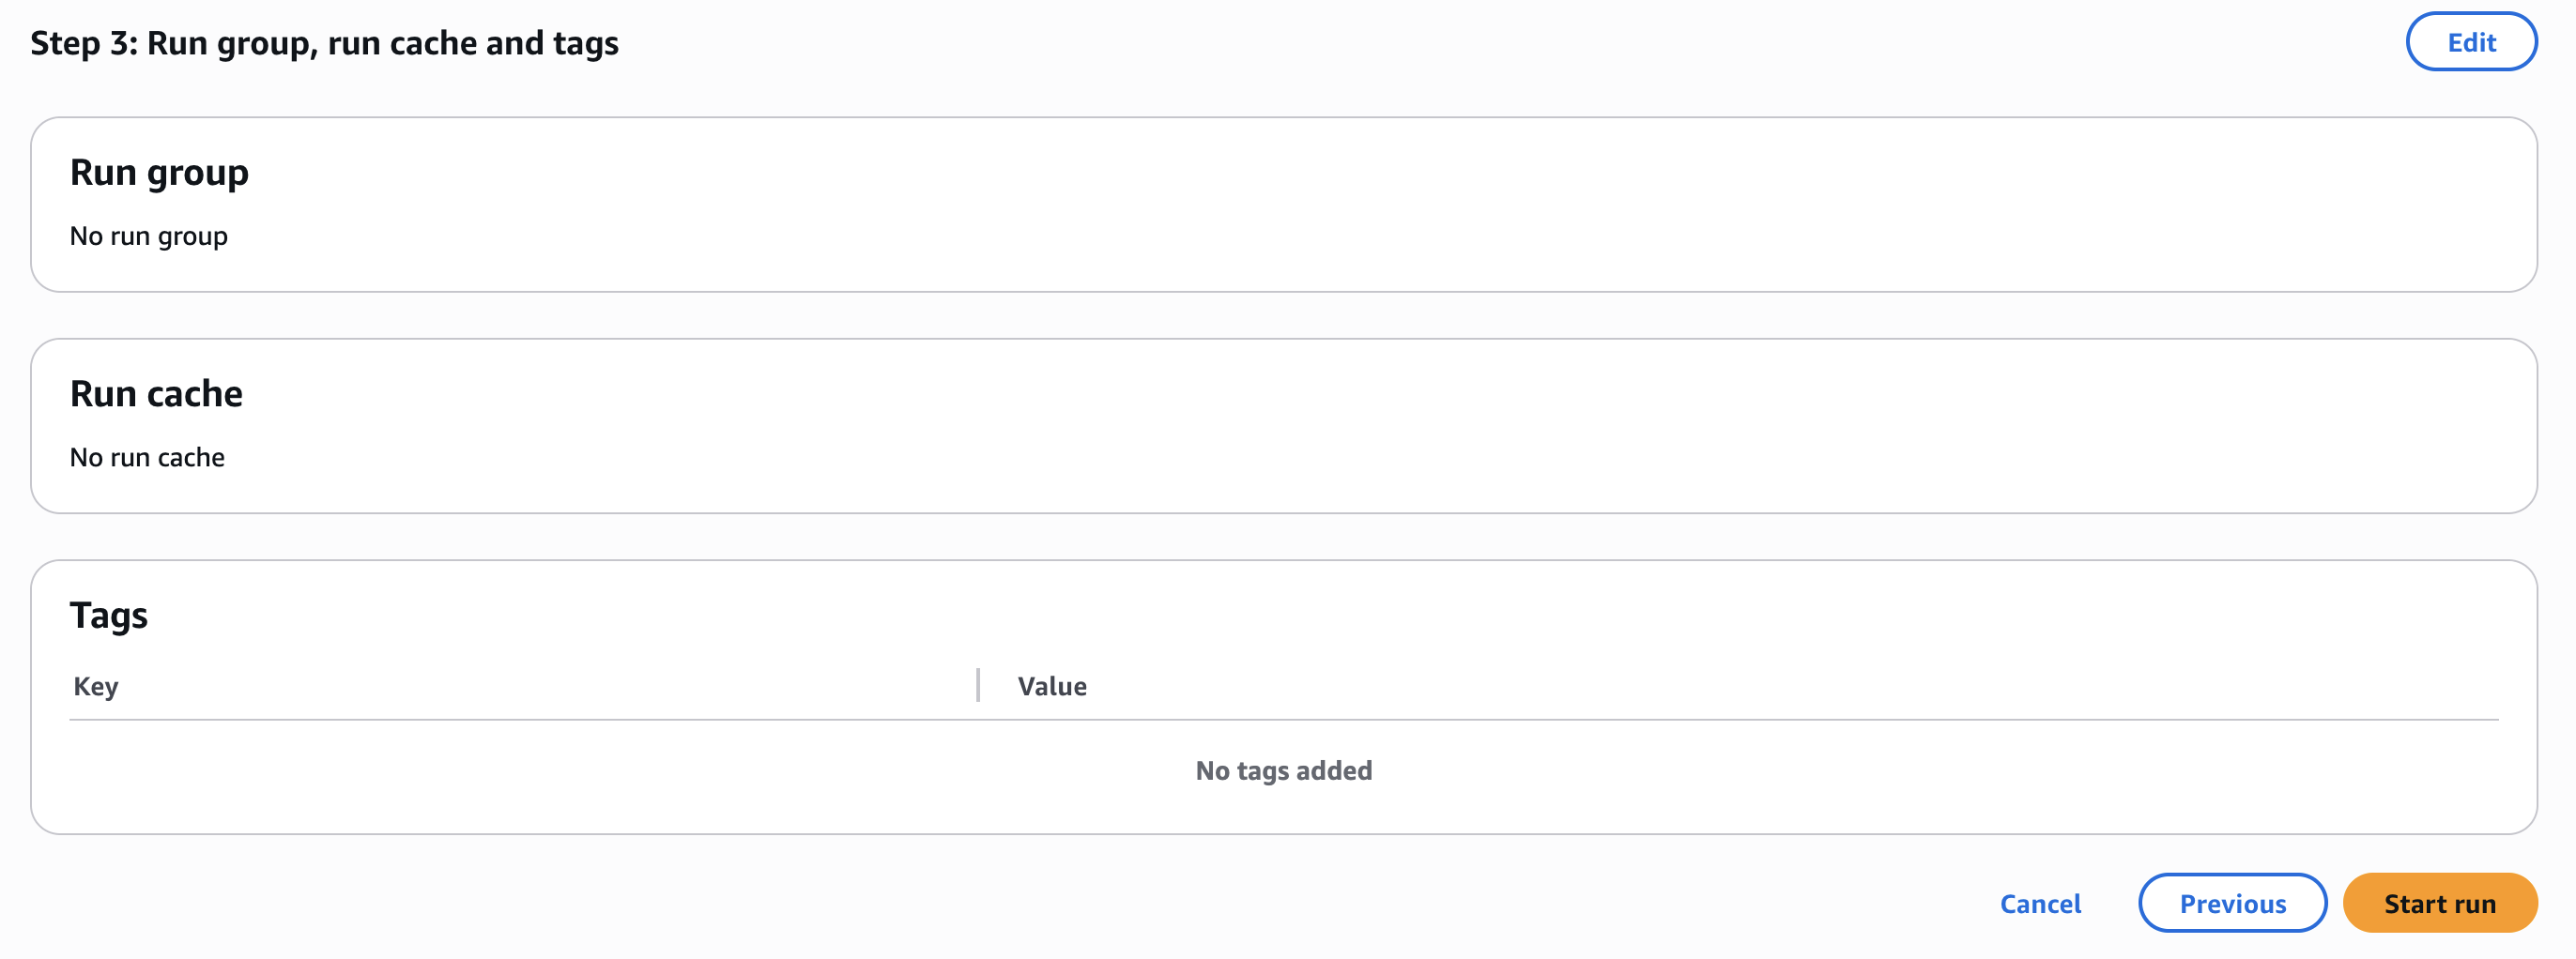 Step 3: Run group, run cache and tags
Edit
Run group
No run group
Run cache
No run cache
Tags
Key
Value
No tags added
Cancel
Previous
Start run